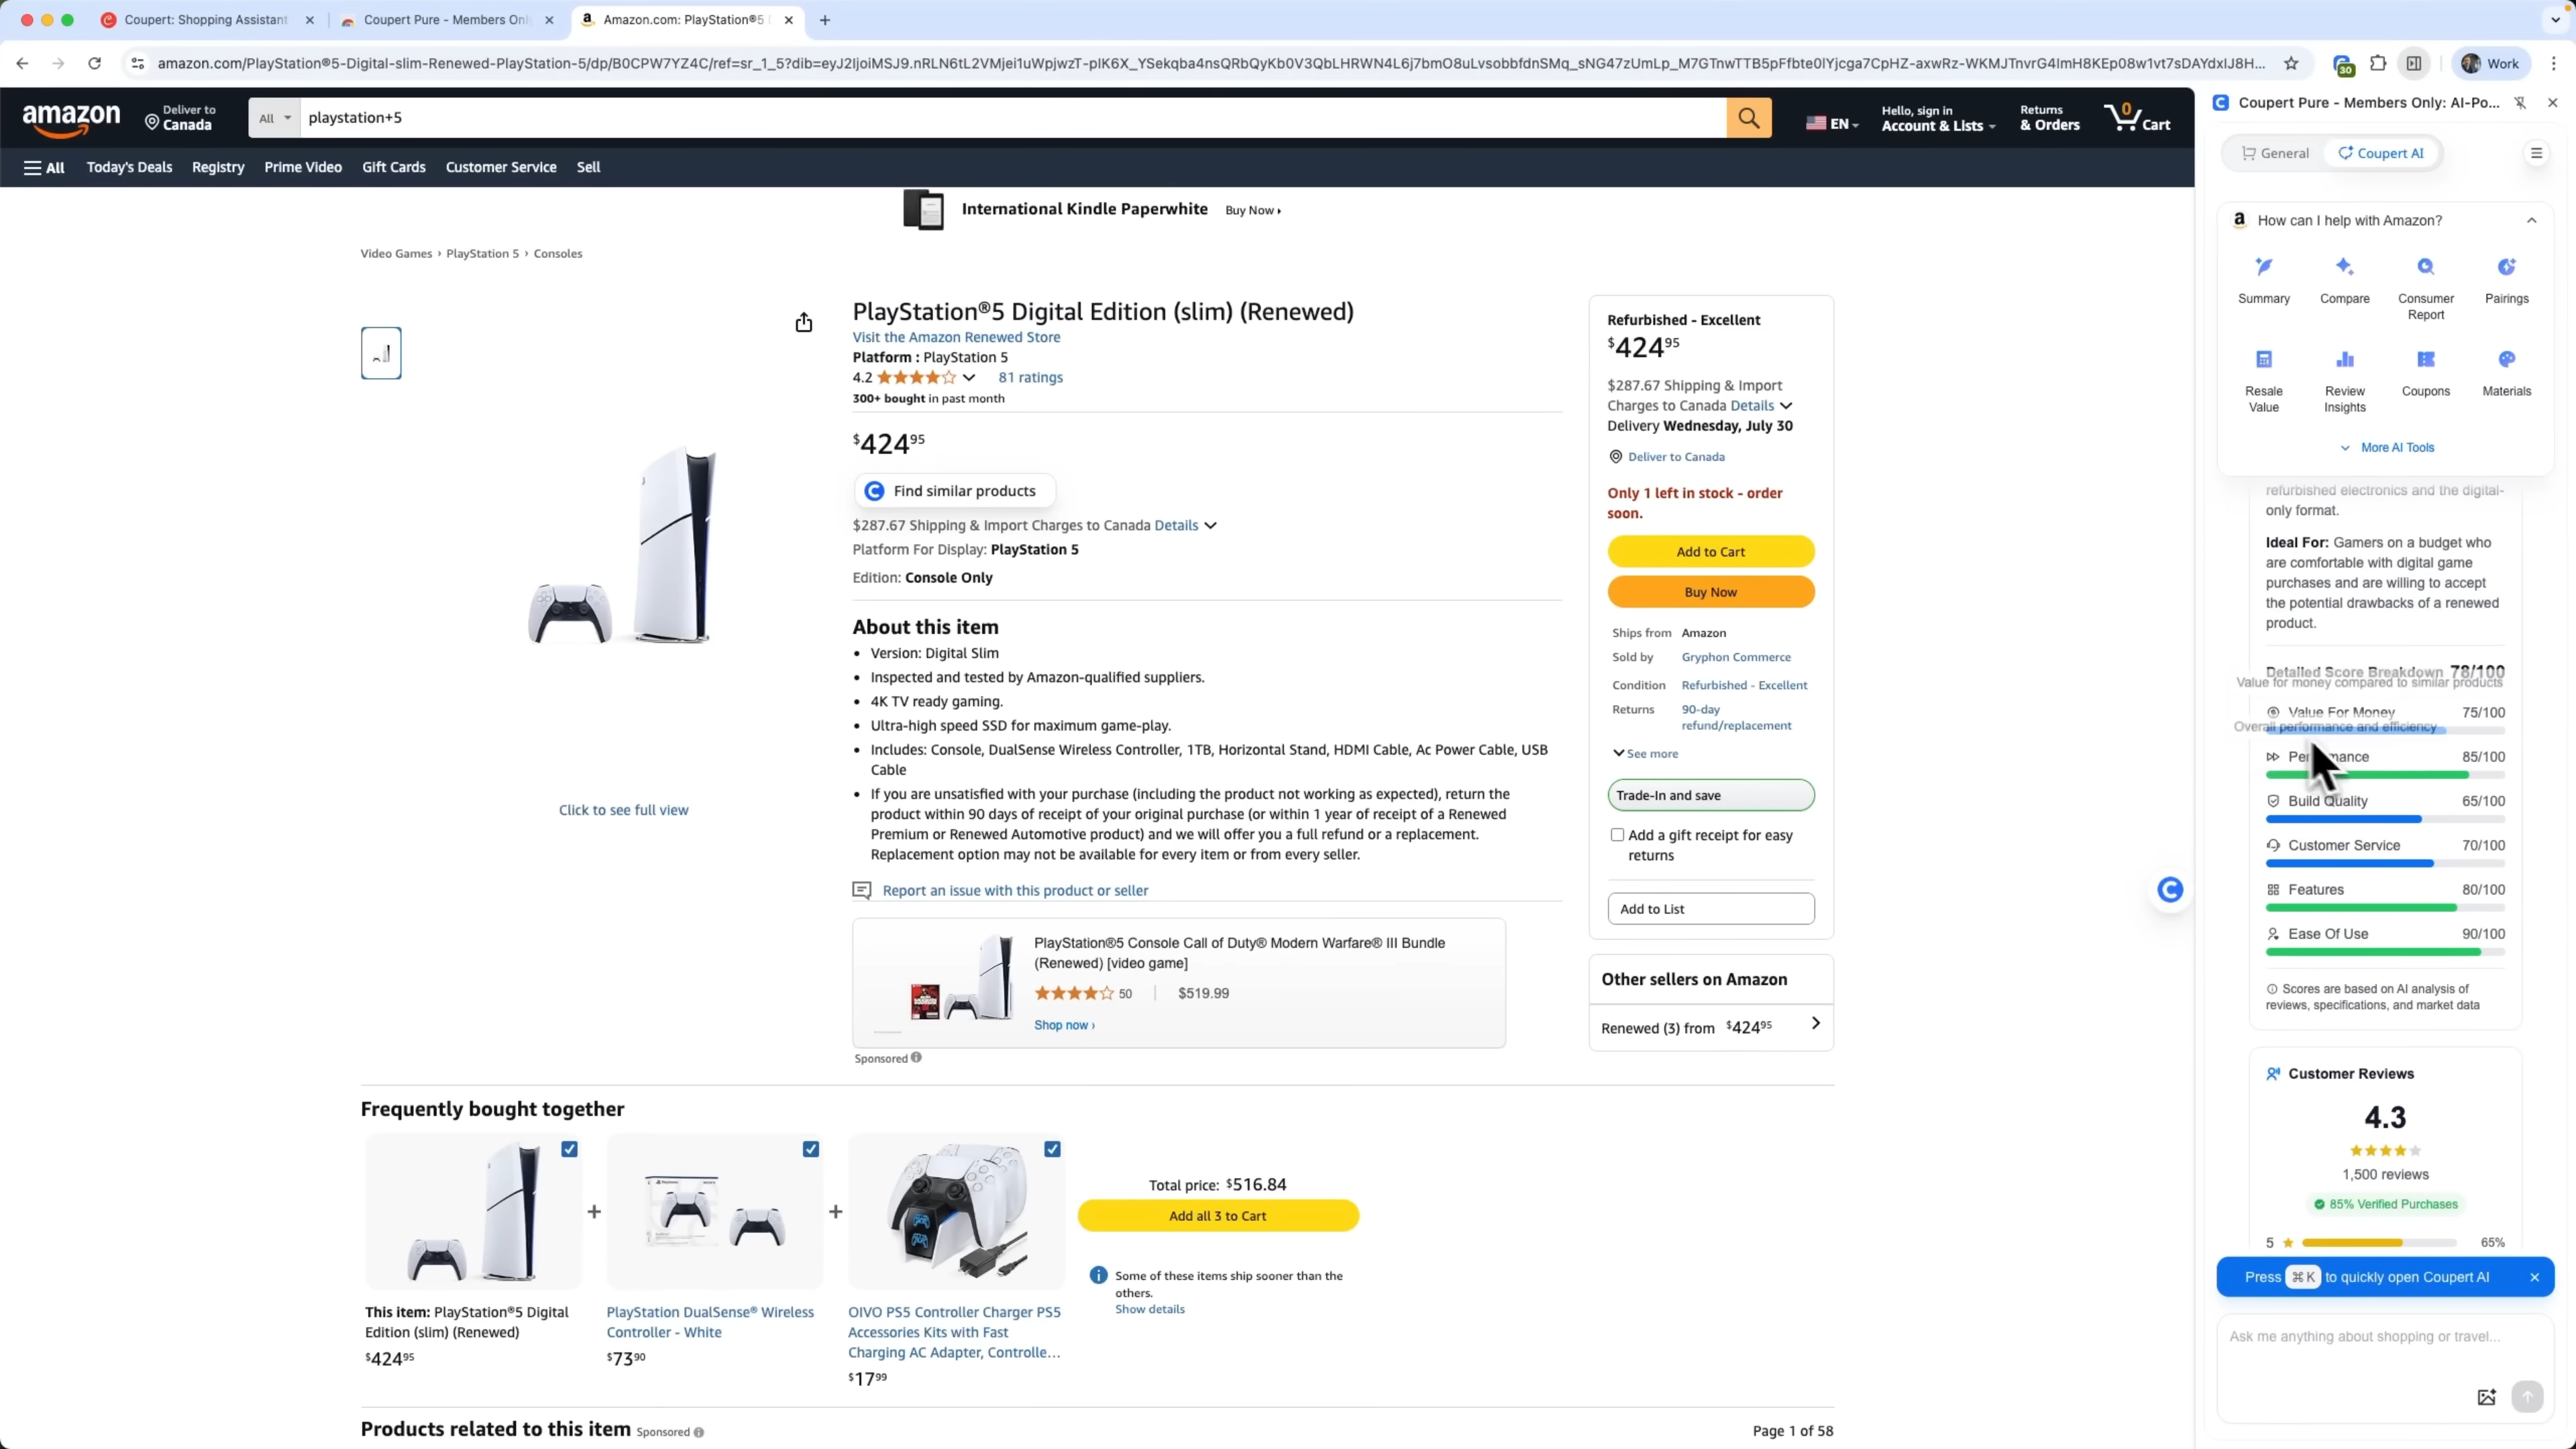 Coupert: Shopping Assistant
Coupert Pure - Members Onl
Amazon.com: PlayStation®5 D
amazon.com/PlayStation®5-Digital-slim-Renewed-PlayStation-5/dp/B0CPW7YZ4C/ref=sr_1_5?dib=
30
Work
amazon
Deliver to
Canada
All
playstation+5
EN
Hello, sign in
Account & Lists
Returns
& Orders
0
Cart
All
Today's Deals
Registry
Prime Video
Gift Cards
Customer Service
Sell
International Kindle Paperwhite
Buy Now
Video Games › PlayStation 5 › Consoles
Click to see full view
PlayStation®5 Digital Edition (slim) (Renewed)
Visit the Amazon Renewed Store
Platform : PlayStation 5
4.2
81 ratings
300+ bought in past month
$424 95
Find similar products
$287.67 Shipping & Import Charges to Canada Details
Platform For Display: PlayStation 5
Edition: Console Only
About this item
• Version: Digital Slim
• Inspected and tested by Amazon-qualified suppliers.
• 4K TV ready gaming.
• Ultra-high speed SSD for maximum game-play.
• Includes: Console, DualSense Wireless Controller, 1TB, Horizontal Stand, HDMI Cable, Ac Power Cable, USB
Cable
• If you are unsatisfied with your purchase (including the product not working as expected), return the
product within 90 days of receipt of your original purchase (or within 1 year of receipt of a Renewed
Premium or Renewed Automotive product) and we will offer you a full refund or a replacement.
Replacement option may not be available for every item or from every seller.
Report an issue with this product or seller
PlayStation®5 Console Call of Duty® Modern Warfare® III Bundle
(Renewed) [video game]
50
$519.99
Shop now ›
Sponsored
Refurbished - Excellent
$424 95
$287.67 Shipping & Import
Charges to Canada Details
Delivery Wednesday, July 30
Deliver to Canada
Only 1 left in stock - order
soon.
Add to Cart
Buy Now
Ships from Amazon
Sold by Gryphon Commerce
Condition Refurbished - Excellent
Returns 90-day
refund/replacement
See more
Trade-In and save
Add a gift receipt for easy
returns
Add to List
Other sellers on Amazon
Renewed (3) from $424 95
Frequently bought together
This item: PlayStation®5 Digital
Edition (slim) (Renewed)
$424 95
+
PlayStation DualSense® Wireless
Controller - White
$73 90
+
OIVO PS5 Controller Charger PS5
Accessories Kits with Fast
Charging AC Adapter, Controlle...
$17 99
Total price: $516.84
Add all 3 to Cart
Some of these items ship sooner than the
others.
Show details
Products related to this item Sponsored
Page 1 of 58
Coupert Pure - Members Only: AI-Po...
General
Coupert AI
How can I help with Amazon?
Summary
Compare
Consumer
Report
Pairings
Resale
Value
Review
Insights
Coupons
Materials
More AI Tools
refurbished electronics and the digital-
only format.
Ideal For: Gamers on a budget who
are comfortable with digital game
purchases and are willing to accept
the potential drawbacks of a renewed
product.
Detailed Score Breakdown 78/100
Value for money compared to similar products
Value For Money 75/100
Overall performance and efficiency
85/100
Build Quality 65/100
Customer Service 70/100
Features 80/100
Ease Of Use 90/100
Scores are based on AI analysis of
reviews, specifications, and market data
Customer Reviews
4.3
1,500 reviews
85% Verified Purchases
5 65%
Press ⌘K to quickly open Coupert AI
Ask me anything about shopping or travel...